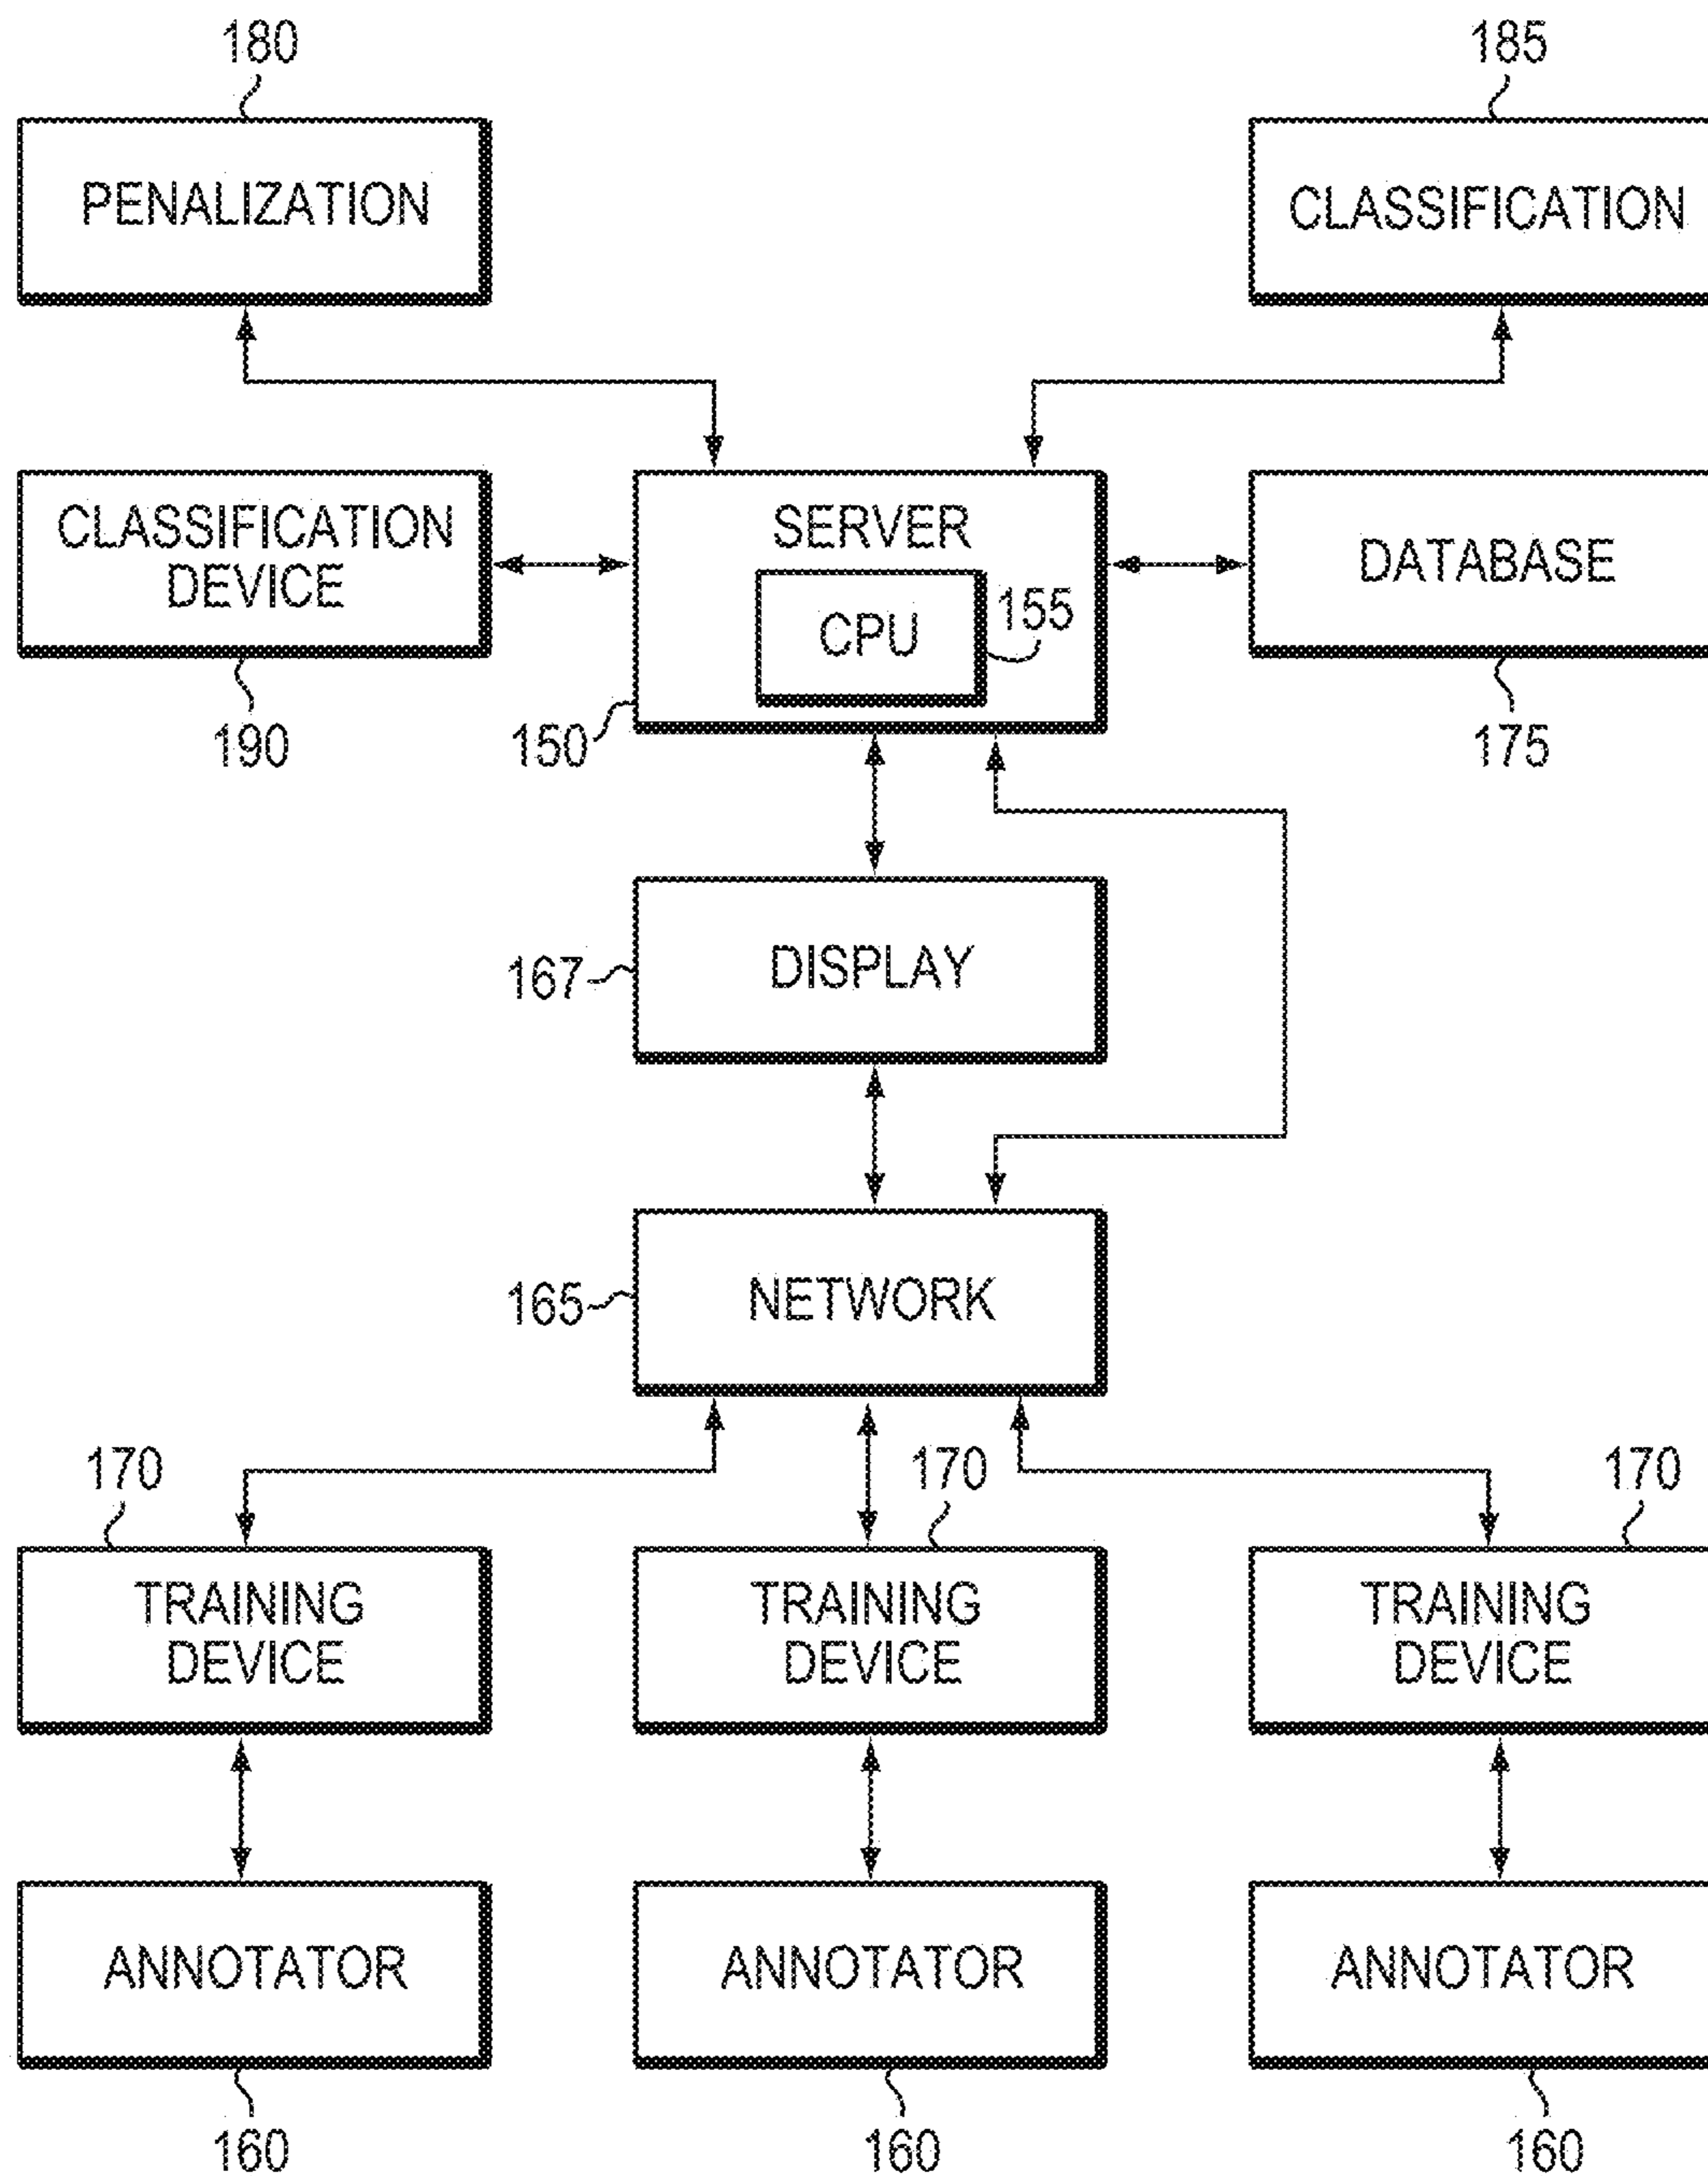 180
185
PENALIZATION
CLASSIFICATION
CLASSIFICATION
DEVICE
190
SERVER
CPU
155
150
DATABASE
175
167
DISPLAY
165
NETWORK
170
170
170
TRAINING
DEVICE
TRAINING
DEVICE
TRAINING
DEVICE
ANNOTATOR
ANNOTATOR
ANNOTATOR
160
160
160